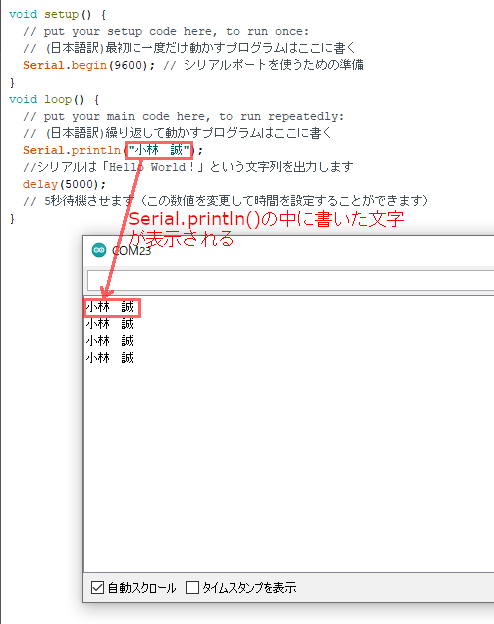 void setup() {
// put your setup code here, to run once:
// (日本語訳)最初に一度だけ動かすプログラムはここに書く
Serial.begin(9600); // シリアルポートを使うための準備
}
void loop() {
// put your main code here, to run repeatedly:
// (日本語訳)繰り返して動かすプログラムはここに書く
Serial.println("小林　誠");
//シリアルは「Hello World！」という文字列を出力します
delay(5000);
// 5秒待機させます（この数値を変更して時間を設定することができます）
}
Serial.println()の中に書いた文字
が表示される
COM23
小林　誠
小林　誠
小林　誠
小林　誠
自動スクロール
タイムスタンプを表示